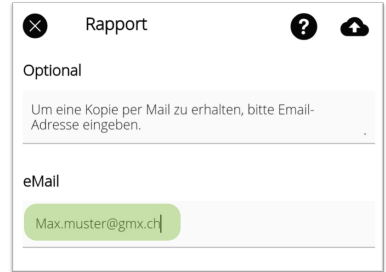 Rapport
?
Optional
Um eine Kopie per Mail zu erhalten, bitte Email-
Adresse eingeben.
eMail
Max.muster@gmx.ch